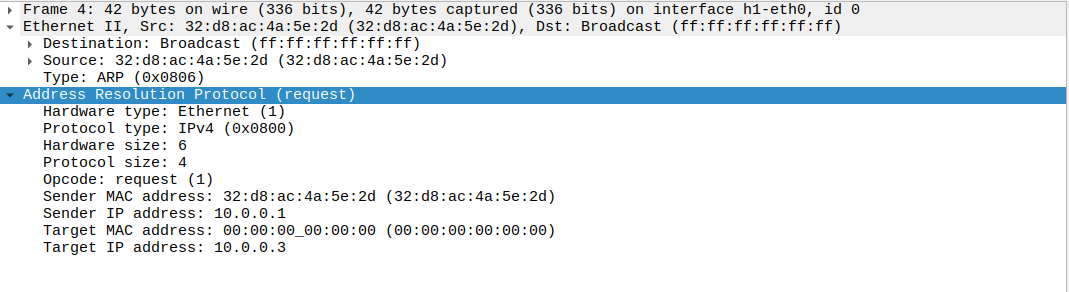 Frame 4: 42 bytes on wire (336 bits), 42 bytes captured (336 bits) on interface h1-eth0, id 0
Ethernet II, Src: 32:d8:ac:4a:5e:2d (32:d8:ac:4a:5e:2d), Dst: Broadcast (ff:ff:ff:ff:ff:ff)
Destination: Broadcast (ff:ff:ff:ff:ff:ff)
Source: 32:d8:ac:4a:5e:2d (32:d8:ac:4a:5e:2d)
Type: ARP (0x0806)
Address Resolution Protocol (request)
Hardware type: Ethernet (1)
Protocol type: IPv4 (0x0800)
Hardware size: 6
Protocol size: 4
Opcode: request (1)
Sender MAC address: 32:d8:ac:4a:5e:2d (32:d8:ac:4a:5e:2d)
Sender IP address: 10.0.0.1
Target MAC address: 00:00:00_00:00:00 (00:00:00:00:00:00)
Target IP address: 10.0.0.3